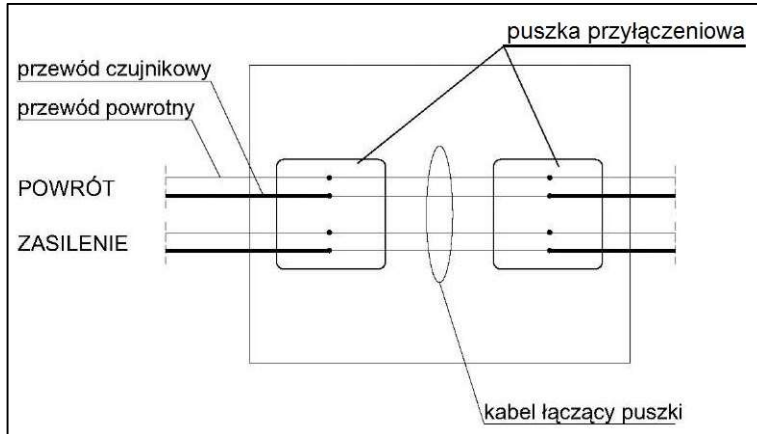 puszka przyłączeniowa
przewód czujnikowy
przewód powrotny
POWRÓT
ZASILENIE
kabel łączący puszki